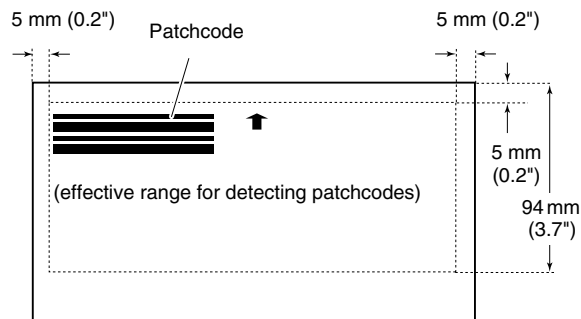 5 mm (0.2")
Patchcode
5 mm (0.2")
5 mm
(0.2")
(effective range for detecting patchcodes)
94 mm
(3.7")